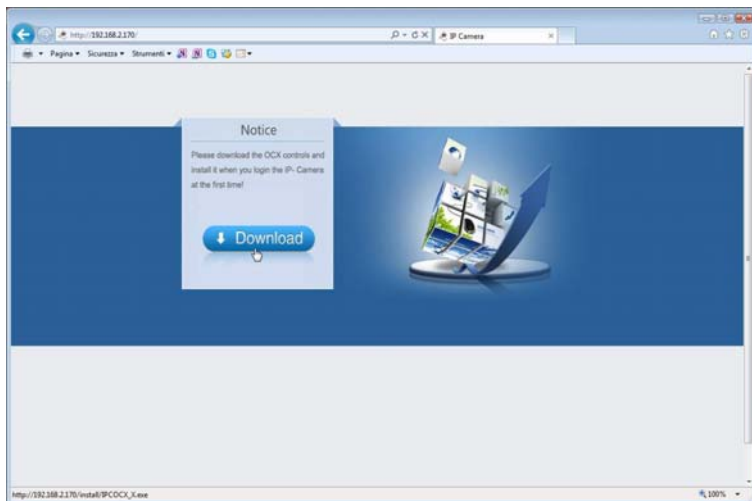 http://192.168.2.170/
IP Camera
Pagina Sicurezza Strumenti
Notice
Please download the OCX controls and
install it when you login the IP- Camera
at the first time!
Download
http://192.168.2.170/install/IPCOCX_X.exe
100%